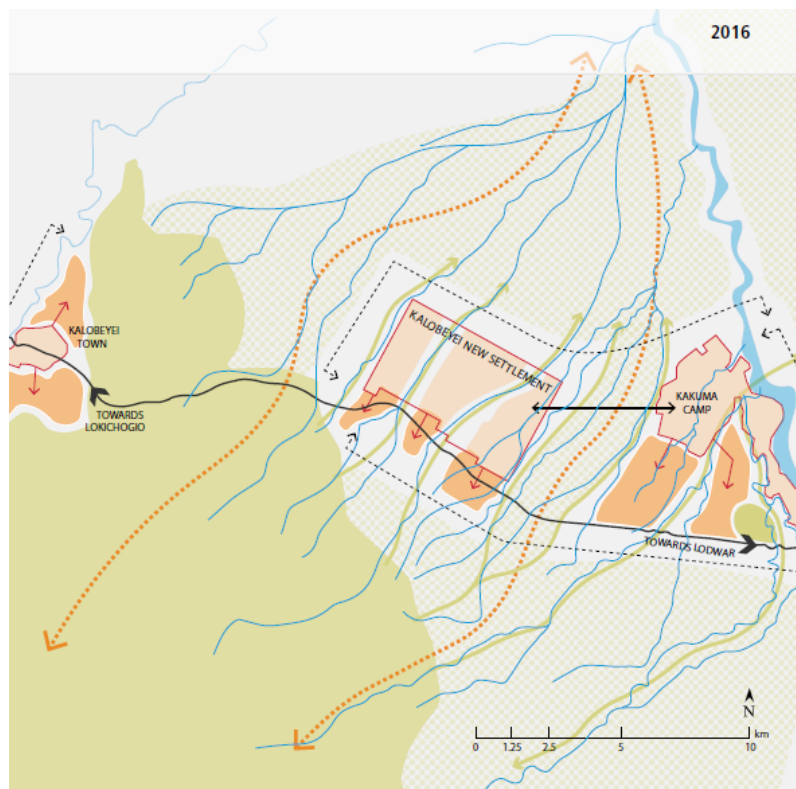 2016
KALOBEYEI
TOWN
TOWARDS
LOKICHOGIO
KALOBEYEI NEW SETTLEMENT
KAKUMA
CAMP
TOWARDS LODWAR
N
km
0 1.25 2.5 5 10